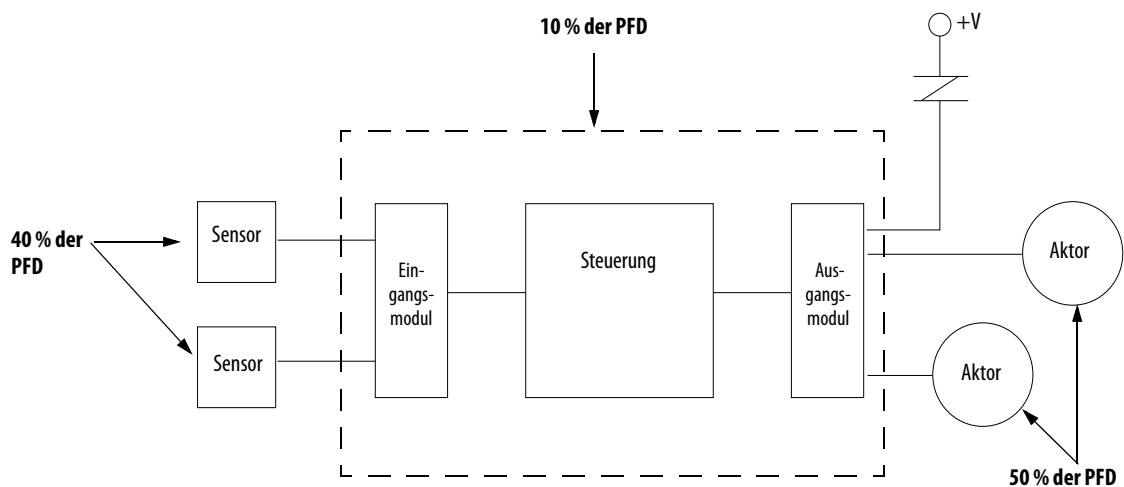 10 % der PFD
+V
40 % der
PFD
Sensor
Sensor
Ein-
gangs-
modul
Steuerung
Aus-
gangs-
modul
Aktor
Aktor
50 % der PFD